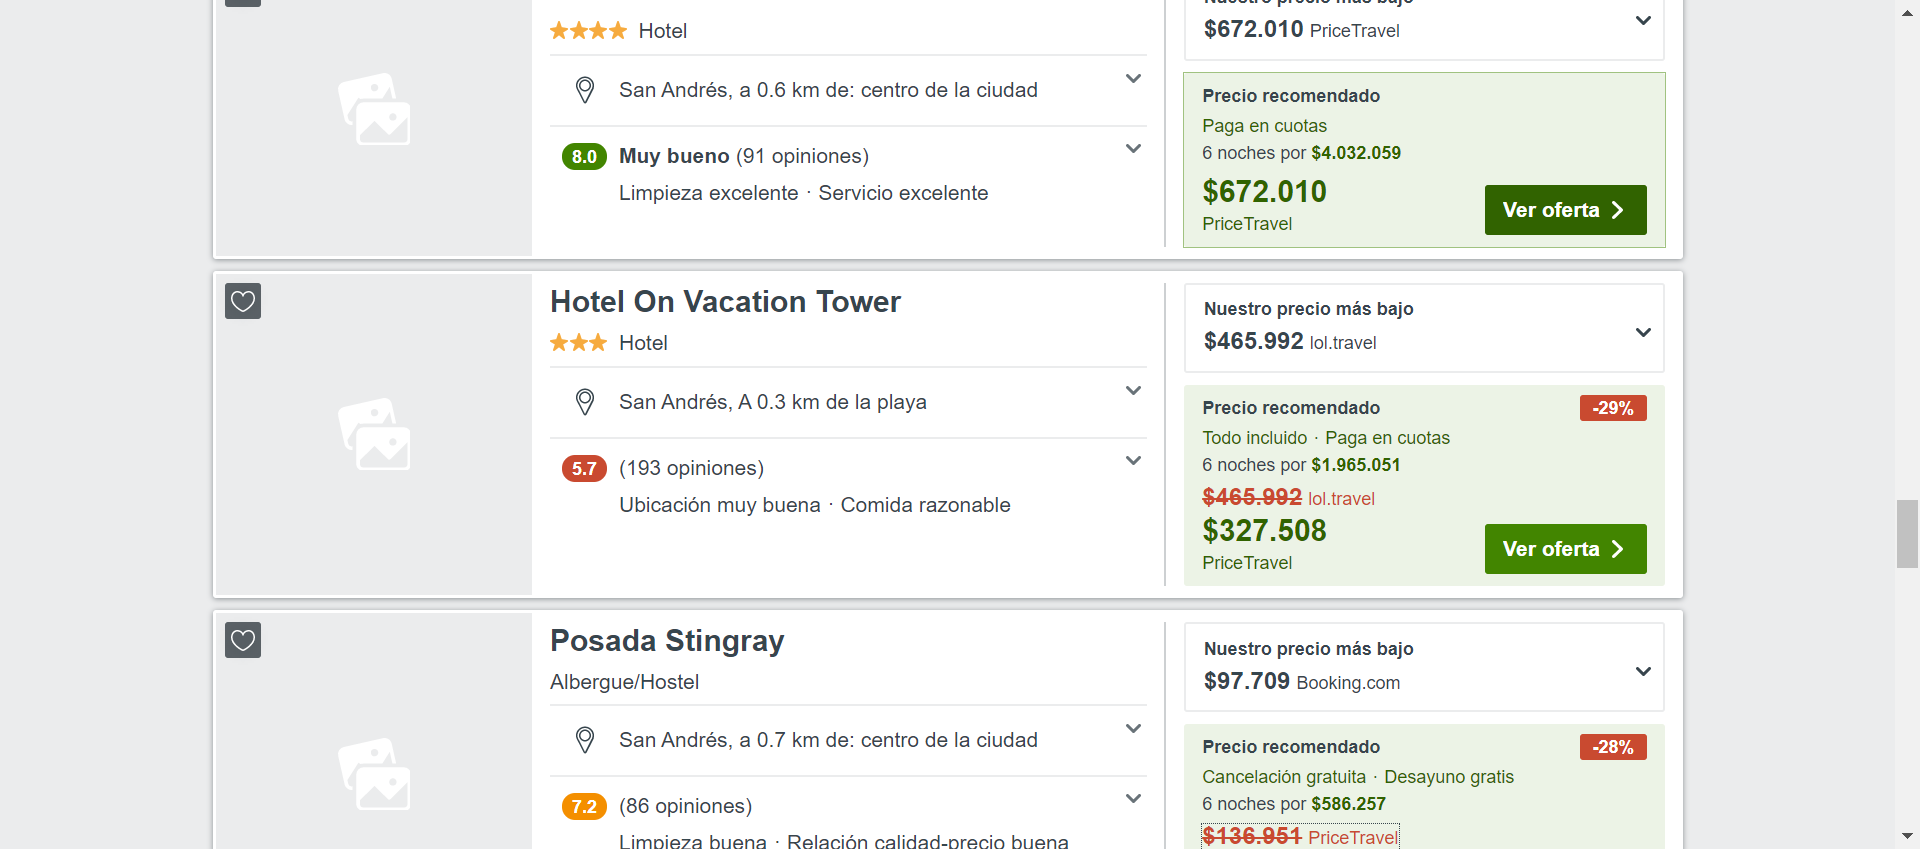 Hotel
San Andrés, a 0.6 km de: centro de la ciudad
8.0 Muy bueno (91 opiniones)
Limpieza excelente · Servicio excelente
Nuestro precio más bajo
$672.010 PriceTravel
Precio recomendado
Paga en cuotas
6 noches por $4.032.059
$672.010
PriceTravel
Ver oferta
Hotel On Vacation Tower
Hotel
San Andrés, A 0.3 km de la playa
5.7 (193 opiniones)
Ubicación muy buena · Comida razonable
Nuestro precio más bajo
$465.992 lol.travel
Precio recomendado
-29%
Todo incluido · Paga en cuotas
6 noches por $1.965.051
$465.992 lol.travel
$327.508
PriceTravel
Ver oferta
Posada Stingray
Albergue/Hostel
San Andrés, a 0.7 km de: centro de la ciudad
7.2 (86 opiniones)
Limpieza buena · Relación calidad-precio buena
Nuestro precio más bajo
$97.709 Booking.com
Precio recomendado
-28%
Cancelación gratuita · Desayuno gratis
6 noches por $586.257
$136.951 PriceTravel